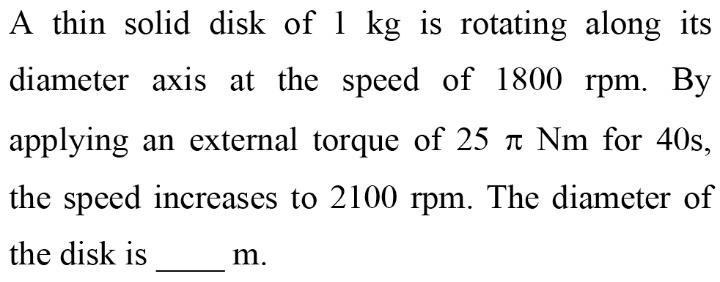 A thin solid disk of 1 kg is rotating along its
diameter axis at the speed of 1800 rpm. By
applying an external torque of 25 π Nm for 40s,
the speed increases to 2100 rpm. The diameter of
the disk is ____ m.